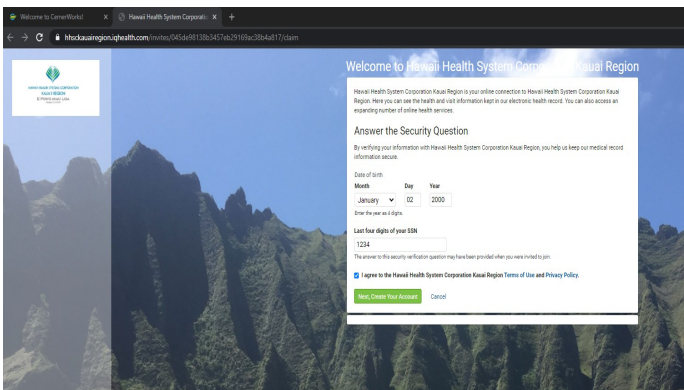 Welcome to CernerWorks!
Hawaii Health System Corporatio
hhsckauairegion.iqhealth.com/invites/045de98138b3457eb29169ac38b4a817/claim
HAWAII HEALTH SYSTEMS CORPORATION
KAUAI REGION
Welcome to Hawaii Health System Corporation Kauai Region
Hawaii Health System Corporation Kauai Region is your online connection to Hawaii Health System Corporation Kauai
Region. Here you can see the health and visit information kept in our electronic health record. You can also access an
expanding number of online health services.
Answer the Security Question
By verifying your information with Hawaii Health System Corporation Kauai Region, you help us keep our medical record
information secure.
Date of birth
Month Day Year
January 02 2000
Enter the year as 4 digits.
Last four digits of your SSN
1234
The answer to this security verification question may have been provided when you were invited to join.
I agree to the Hawaii Health System Corporation Kauai Region Terms of Use and Privacy Policy.
Next, Create Your Account Cancel